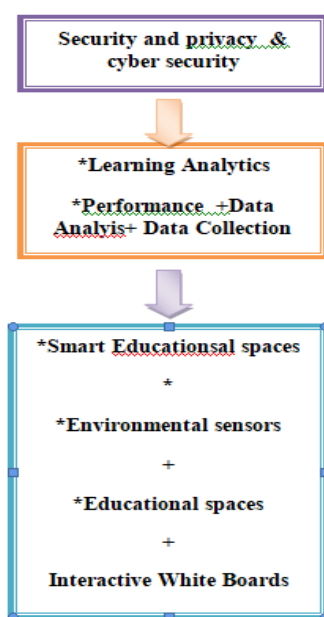 Security and privacy &
cyber security
*Learning Analytics
*Performance +Data
Analyis+ Data Collection
*Smart Educationsal spaces
*
*Environmental sensors
+
*Educational spaces
+
Interactive White Boards